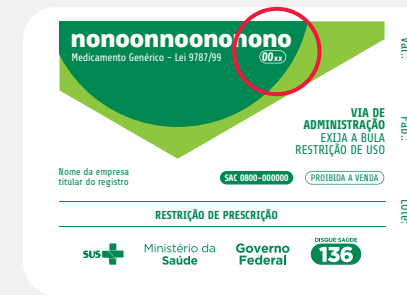 nonoonnoononono
Medicamento Genérico - Lei 9787/99
00xx
VIA DE
ADMINISTRAÇÃO
EXIJA A BULA
RESTRIÇÃO DE USO
Nome da empresa
titular do registro
SAC 0800-000000
PROIBIDA A VENDA
RESTRIÇÃO DE PRESCRIÇÃO
SUS
Ministério da
Saúde
Governo
Federal
DISQUE SAÚDE
136
Val.:
Fab.:
Lote: